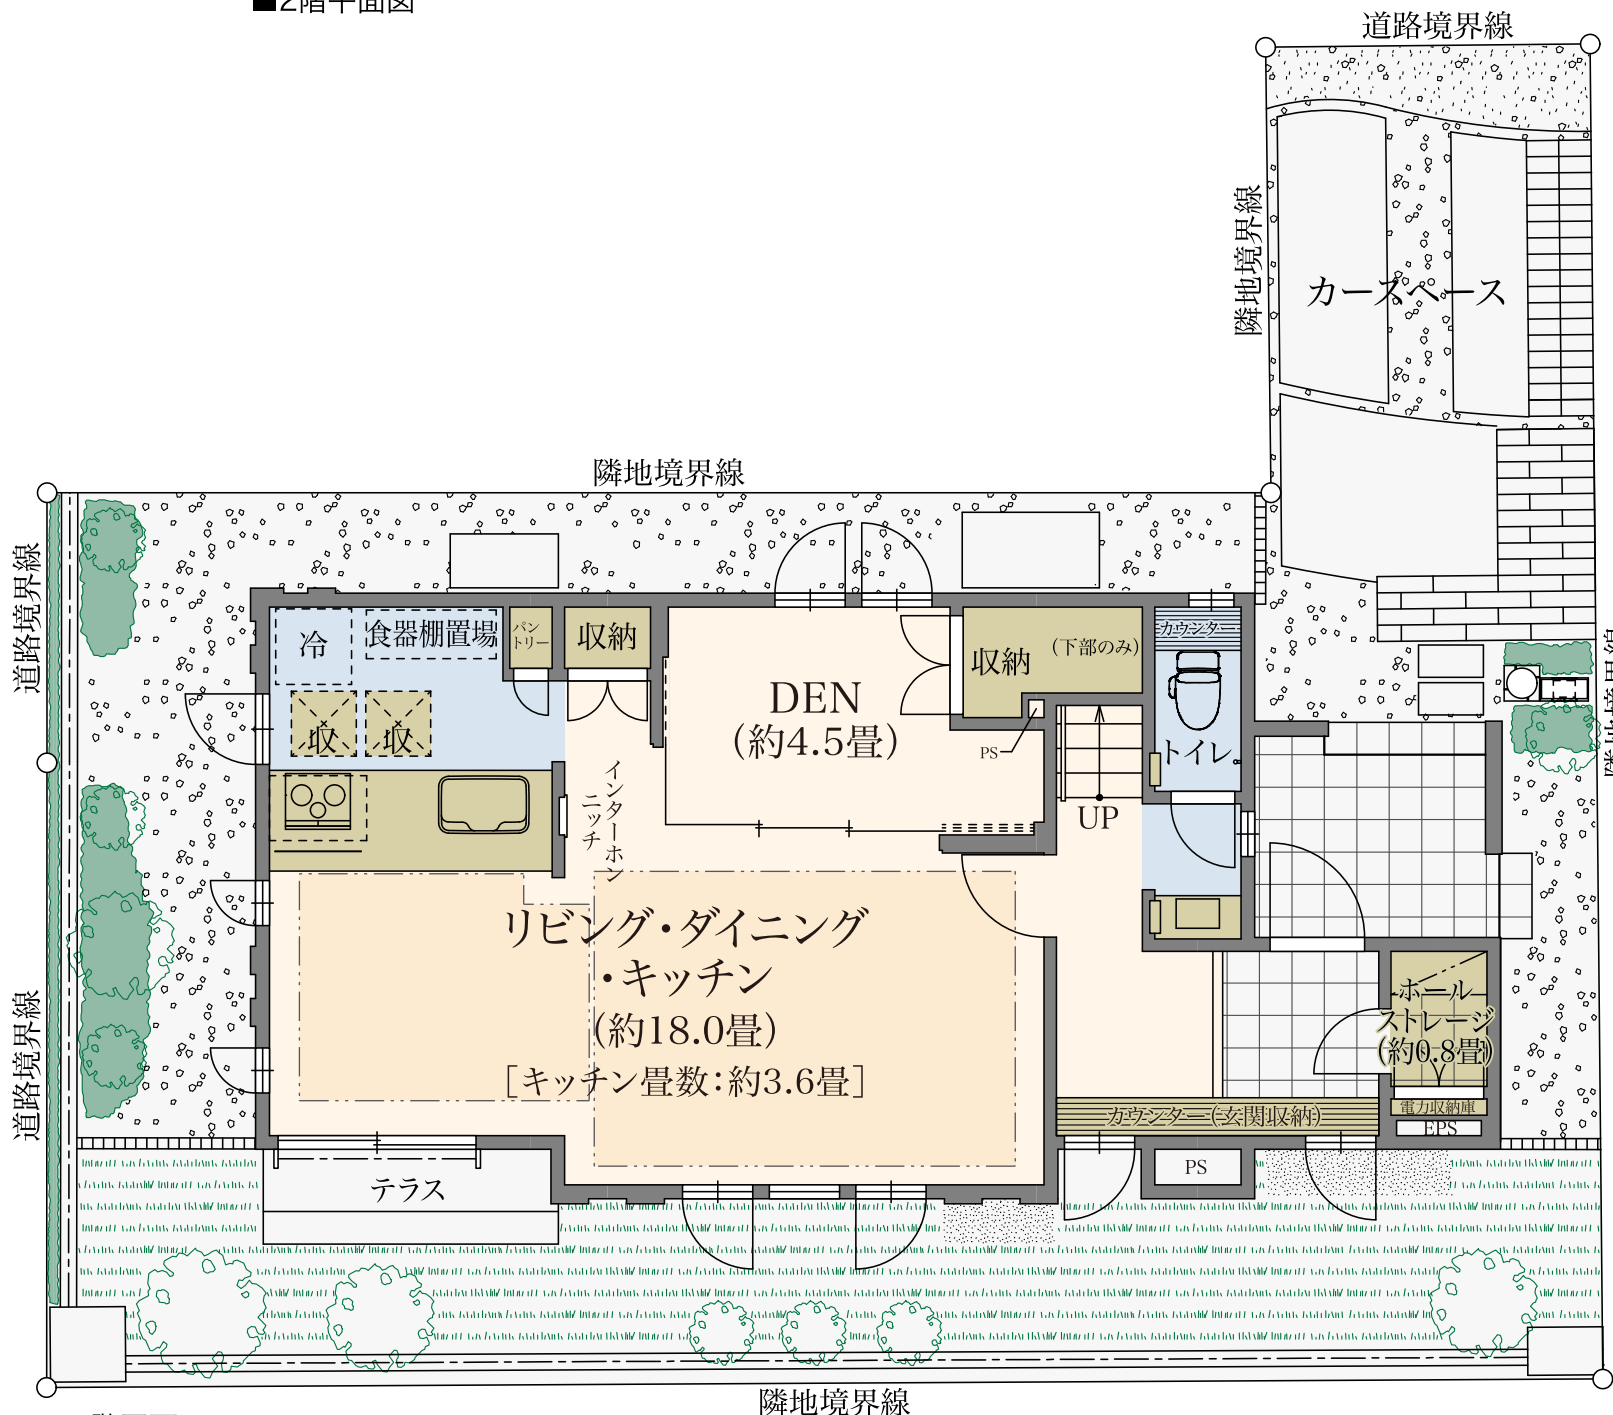 ■2階平面図
道路境界線
隣地境界線
カースペース
隣地境界線
道路境界線
冷
食器棚置場
パン
トリー
収納
収
収
DEN
(約4.5畳)
収納
(下部のみ)
PS
カウンター
トイレ
UP
インターホン
ニッチ
リビング・ダイニング
・キッチン
(約18.0畳)
[キッチン畳数:約3.6畳]
道路境界線
ホール
ストレージ
(約0.8畳)
電力収納庫
EPS
カウンター(玄関収納)
PS
テラス
隣地境界線